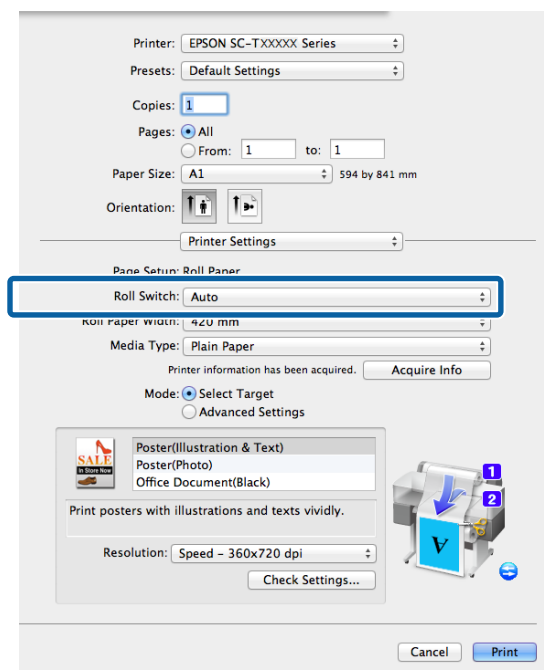 Printer: EPSON SC-TXXXXX Series
Presets: Default Settings
Copies: 1
Pages: All
From: 1 to: 1
Paper Size: A1 594 by 841 mm
Orientation:
Printer Settings
Page Setup: Roll Paper
Roll Switch: Auto
Roll Paper Width: 420 mm
Media Type: Plain Paper
Printer information has been acquired. Acquire Info
Mode: Select Target
Advanced Settings
SALE
In Store Now
Poster(Illustration & Text)
Poster(Photo)
Office Document(Black)
Print posters with illustrations and texts vividly.
1
2
A
Resolution: Speed – 360x720 dpi
Check Settings...
Cancel Print